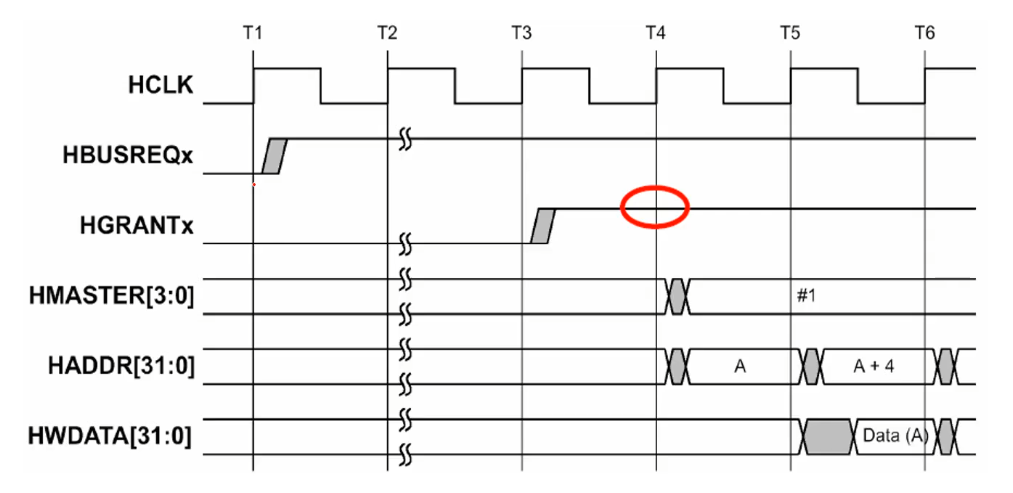 T1 T2 T3 T4 T5 T6
HCLK
HBUSREQx
HGRANTx
HMASTER[3:0] #1
HADDR[31:0] A A + 4
HWDATA[31:0] Data (A)